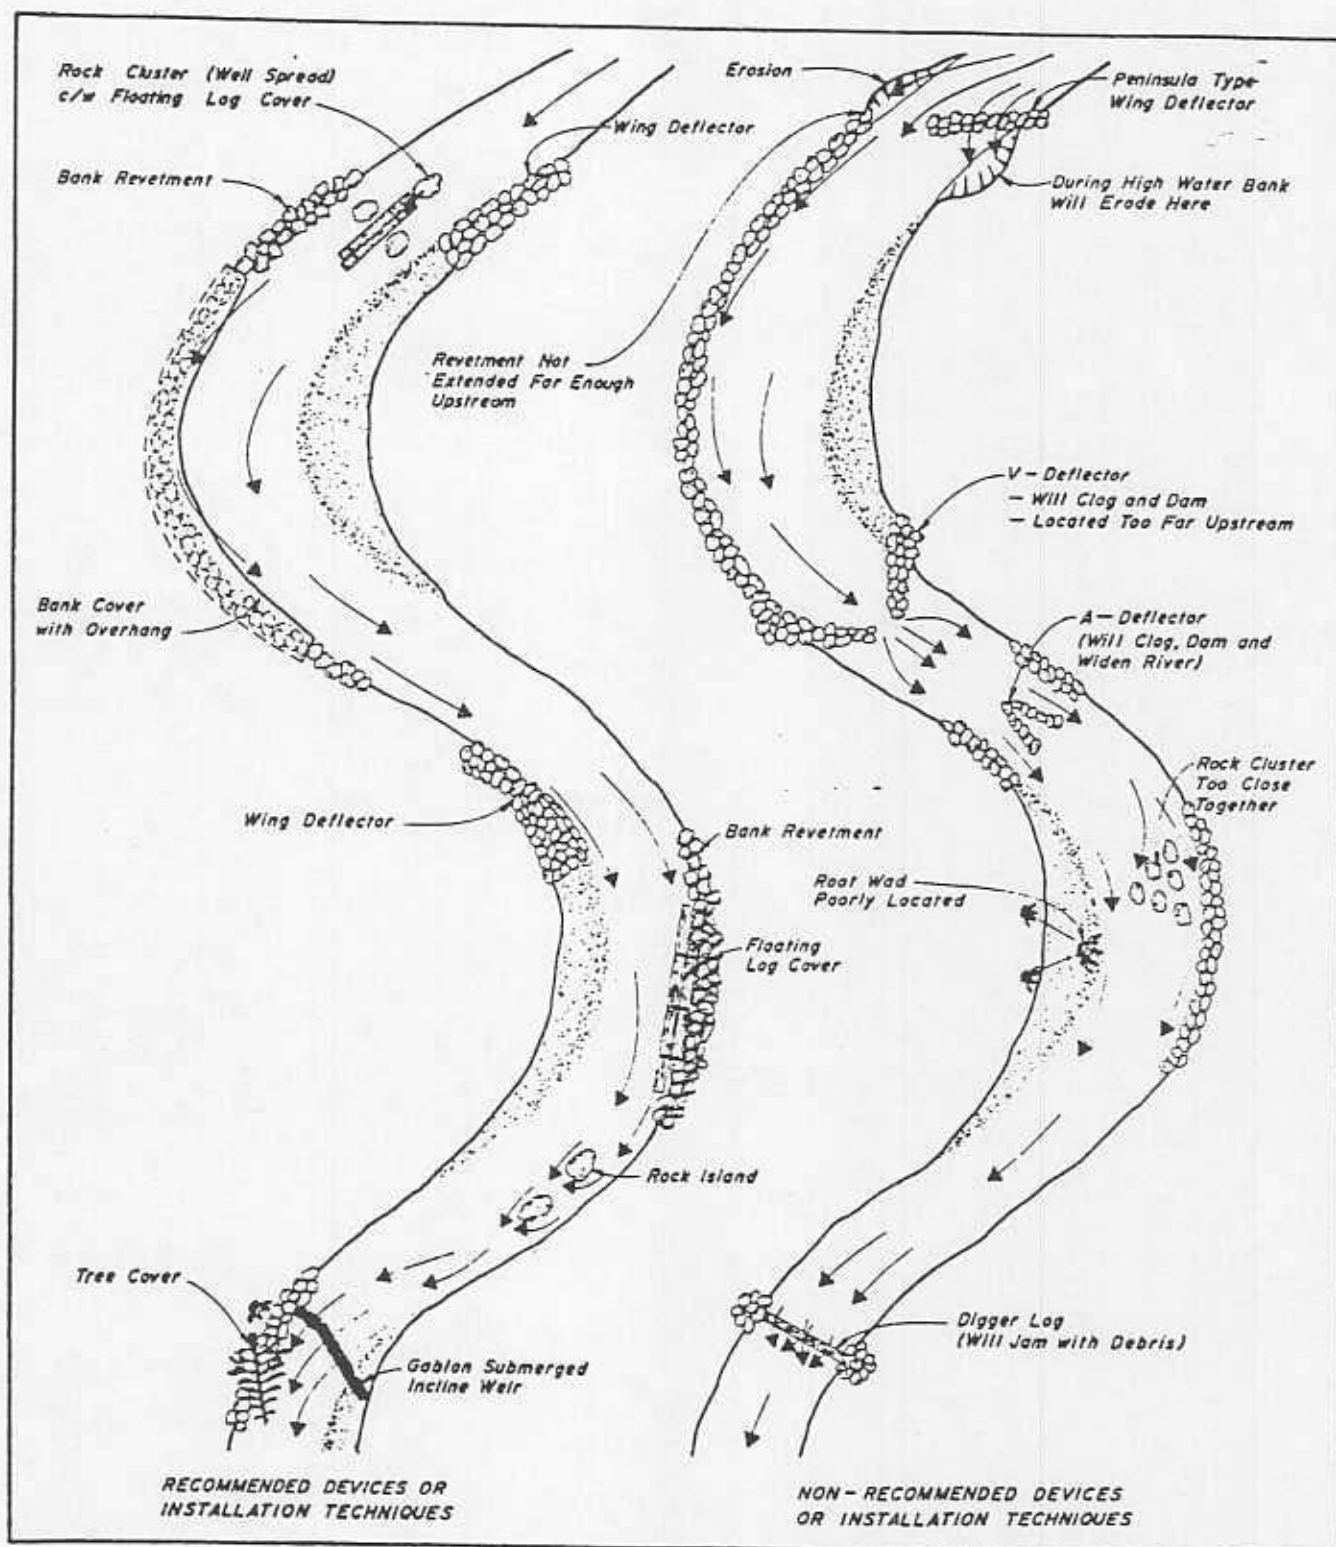 Rock Cluster (Well Spread)
c/w Floating Log Cover
Bank Revetment
Wing Deflector
Bank Cover
with Overhang
Wing Deflector
Bank Revetment
Floating
Log Cover
Rock Island
Tree Cover
Gabion Submerged
Incline Weir
RECOMMENDED DEVICES OR
INSTALLATION TECHNIQUES
Erosion
Peninsula Type
Wing Deflector
During High Water Bank
Will Erode Here
Revetment Not
Extended Far Enough
Upstream
V-Deflector
- Will Clog and Dam
- Located Too Far Upstream
A-Deflector
(Will Clog, Dam and
Widen River)
Rock Cluster
Too Close
Together
Root Wad
Poorly Located
Digger Log
(Will Jam with Debris)
NON-RECOMMENDED DEVICES
OR INSTALLATION TECHNIQUES